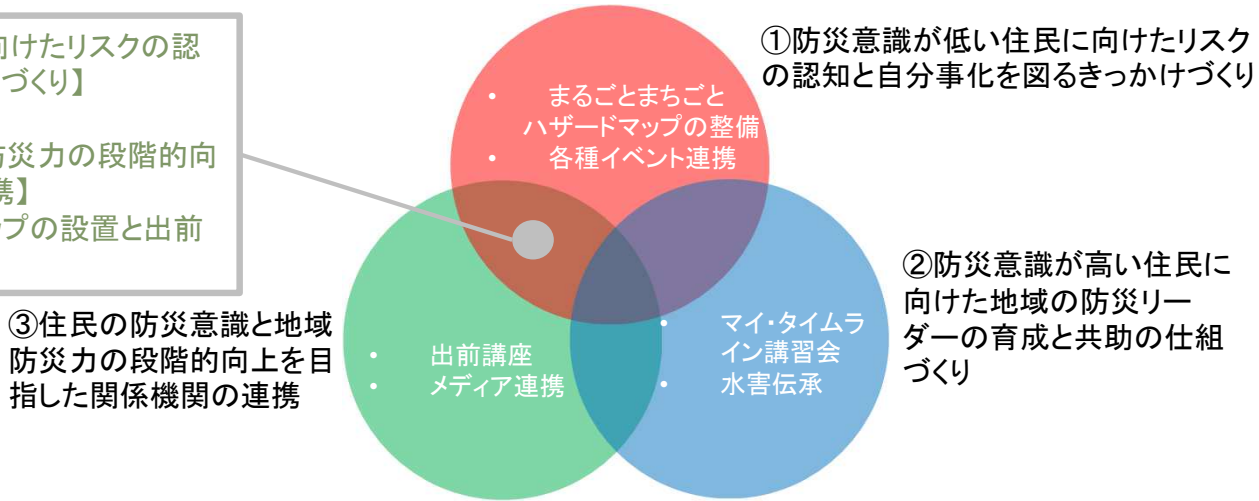 向けたリスクの認
づくり】
防災力の段階的向
携】
ップの設置と出前
①防災意識が低い住民に向けたリスク
の認知と自分事化を図るきっかけづくり
• まるごとまちごと
ハザードマップの整備
• 各種イベント連携
②防災意識が高い住民に
向けた地域の防災リー
ダーの育成と共助の仕組
づくり
③住民の防災意識と地域
防災力の段階的向上を目
指した関係機関の連携
• 出前講座
• メディア連携
• マイ・タイムラ
イン講習会
• 水害伝承